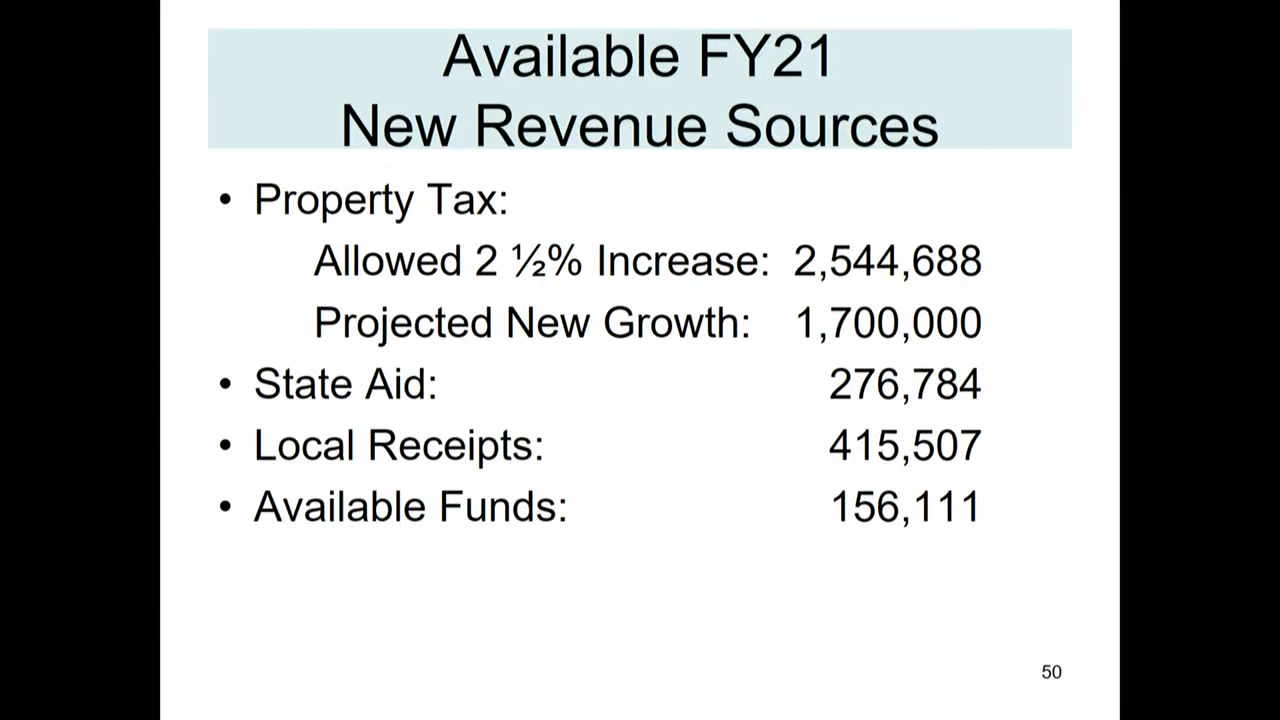 Available FY21
New Revenue Sources
• Property Tax:
Allowed 2 ½% Increase: 2,544,688
Projected New Growth: 1,700,000
• State Aid: 276,784
• Local Receipts: 415,507
• Available Funds: 156,111
50